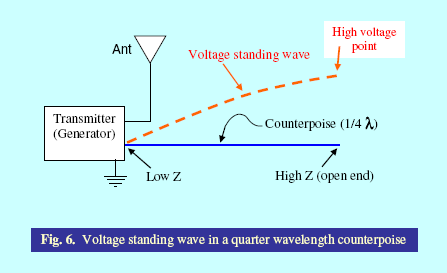 High voltage
point
Ant
Voltage standing wave
Transmitter
(Generator)
Counterpoise (1/4 λ)
Low Z
High Z (open end)
Fig. 6. Voltage standing wave in a quarter wavelength counterpoise